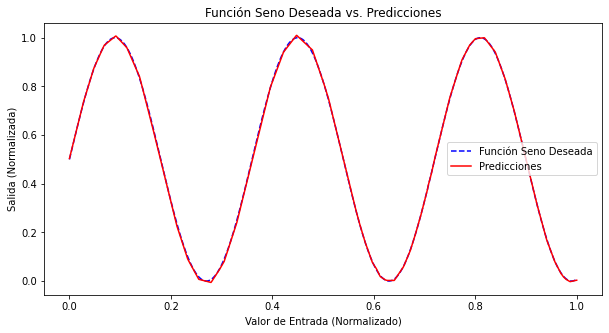 Función Seno Deseada vs. Predicciones
Salida (Normalizada)
1.0
0.8
0.6
0.4
0.2
0.0
Función Seno Deseada
Predicciones
0.0 0.2 0.4 0.6 0.8 1.0
Valor de Entrada (Normalizado)